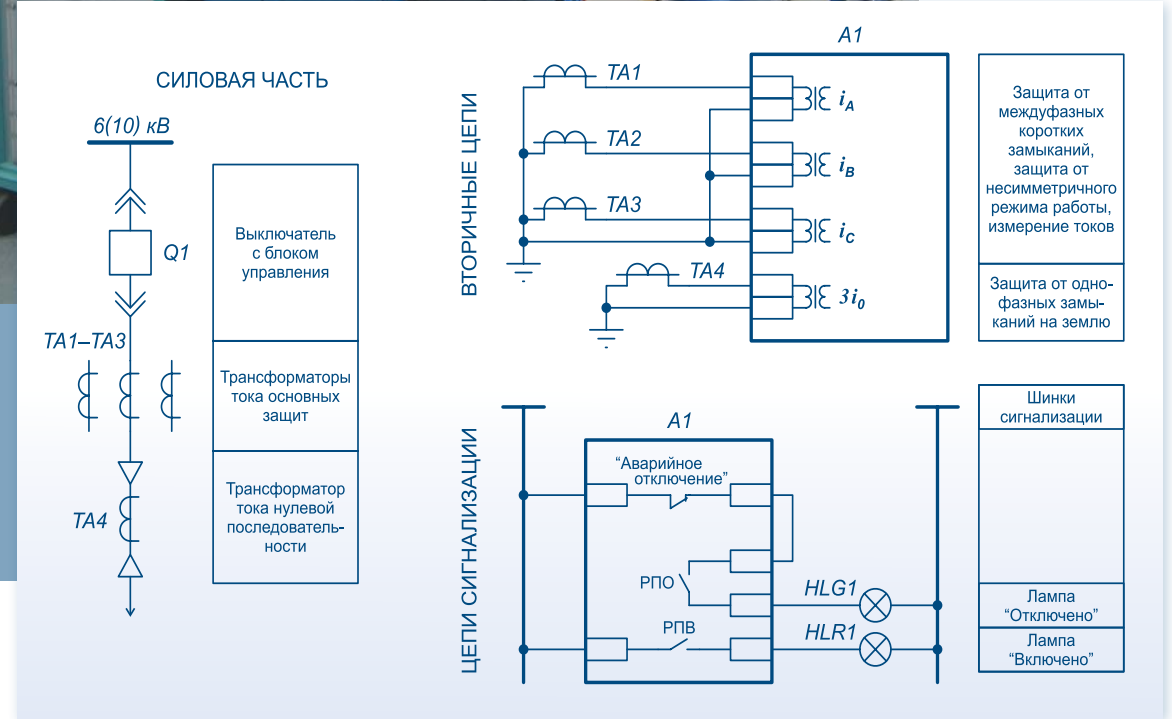 СИЛОВАЯ ЧАСТЬ
6(10) кВ
Q1
Выключатель
с блоком
управления
TA1–TA3
Трансформаторы
тока основных
защит
TA4
Трансформатор
тока нулевой
последователь-
ности
ВТОРИЧНЫЕ ЦЕПИ
A1
TA1
iA
TA2
iB
TA3
iC
TA4
3i0
Защита от
междуфазных
коротких
замыканий,
защита от
несимметричного
режима работы,
измерение токов
Защита от одно-
фазных замы-
каний на землю
ЦЕПИ СИГНАЛИЗАЦИИ
A1
“Аварийное
отключение”
РПО
HLG1
РПВ
HLR1
Шинки
сигнализации
Лампа
“Отключено”
Лампа
“Включено”